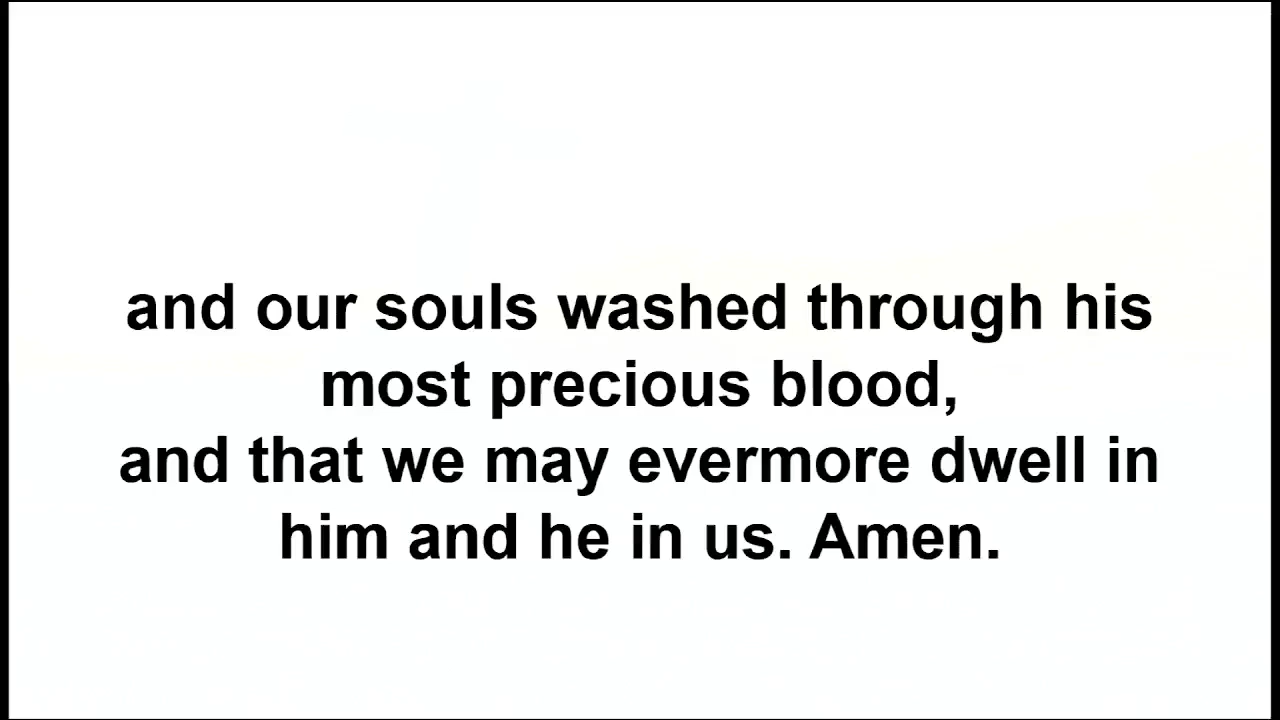 and our souls washed through his
most precious blood,
and that we may evermore dwell in
him and he in us. Amen.